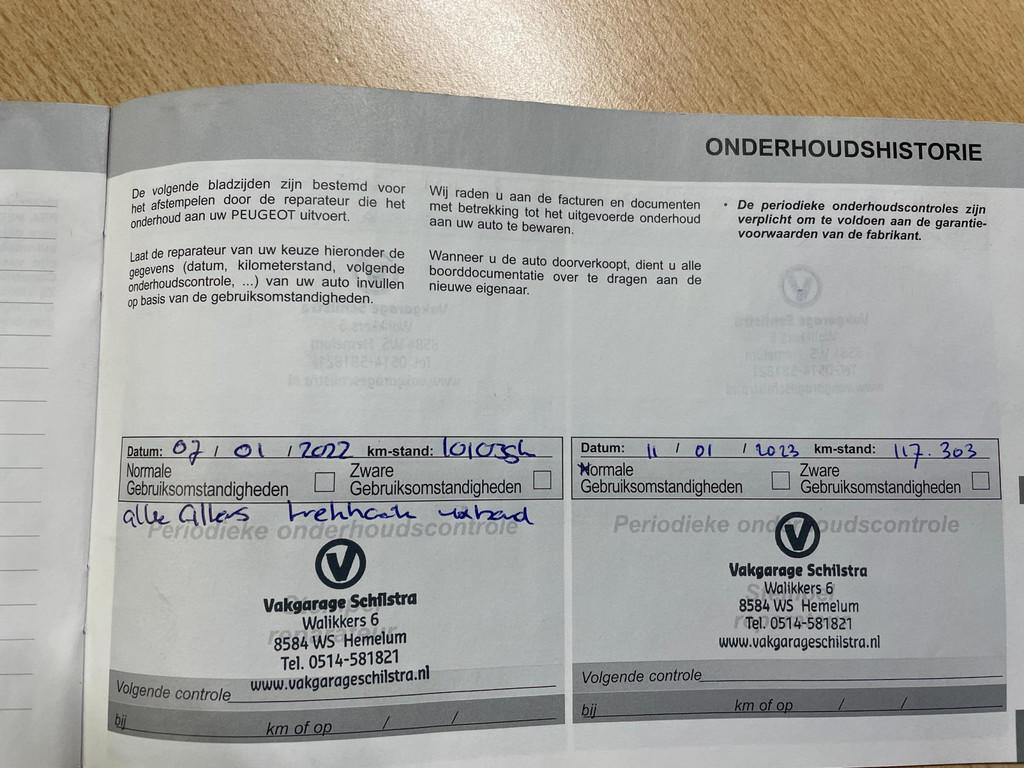 ONDERHOUDSHISTORIE
De volgende bladzijden zijn bestemd voor
het afstempelen door de reparateur die het
onderhoud aan uw PEUGEOT uitvoert.
Laat de reparateur van uw keuze hieronder de
gegevens (datum, kilometerstand, volgende
onderhoudscontrole, ...) van uw auto invullen
op basis van de gebruiksomstandigheden.
Wij raden u aan de facturen en documenten
met betrekking tot het uitgevoerde onderhoud
aan uw auto te bewaren.
Wanneer u de auto doorverkoopt, dient u alle
boorddocumentatie over te dragen aan de
nieuwe eigenaar.
• De periodieke onderhoudscontroles zijn
verplicht om te voldoen aan de garantie-
voorwaarden van de fabrikant.
Datum: 07 / 01 / 2022 km-stand:
Normale
Gebruiksomstandigheden
Zware
Gebruiksomstandigheden
alle filters
Periodieke onderhoudscontrole
Stempel
reparateur
Vakgarage Schilstra
Walikkers 6
8584 WS Hemelum
Tel. 0514-581821
www.vakgarageschilstra.nl
Volgende controle
bij km of op / /
Datum: 11 / 01 / 2023 km-stand: 117.303
Normale
Gebruiksomstandigheden
Zware
Gebruiksomstandigheden
Periodieke onderhoudscontrole
Stempel
reparateur
Vakgarage Schilstra
Walikkers 6
8584 WS Hemelum
Tel. 0514-581821
www.vakgarageschilstra.nl
Volgende controle
bij km of op / /